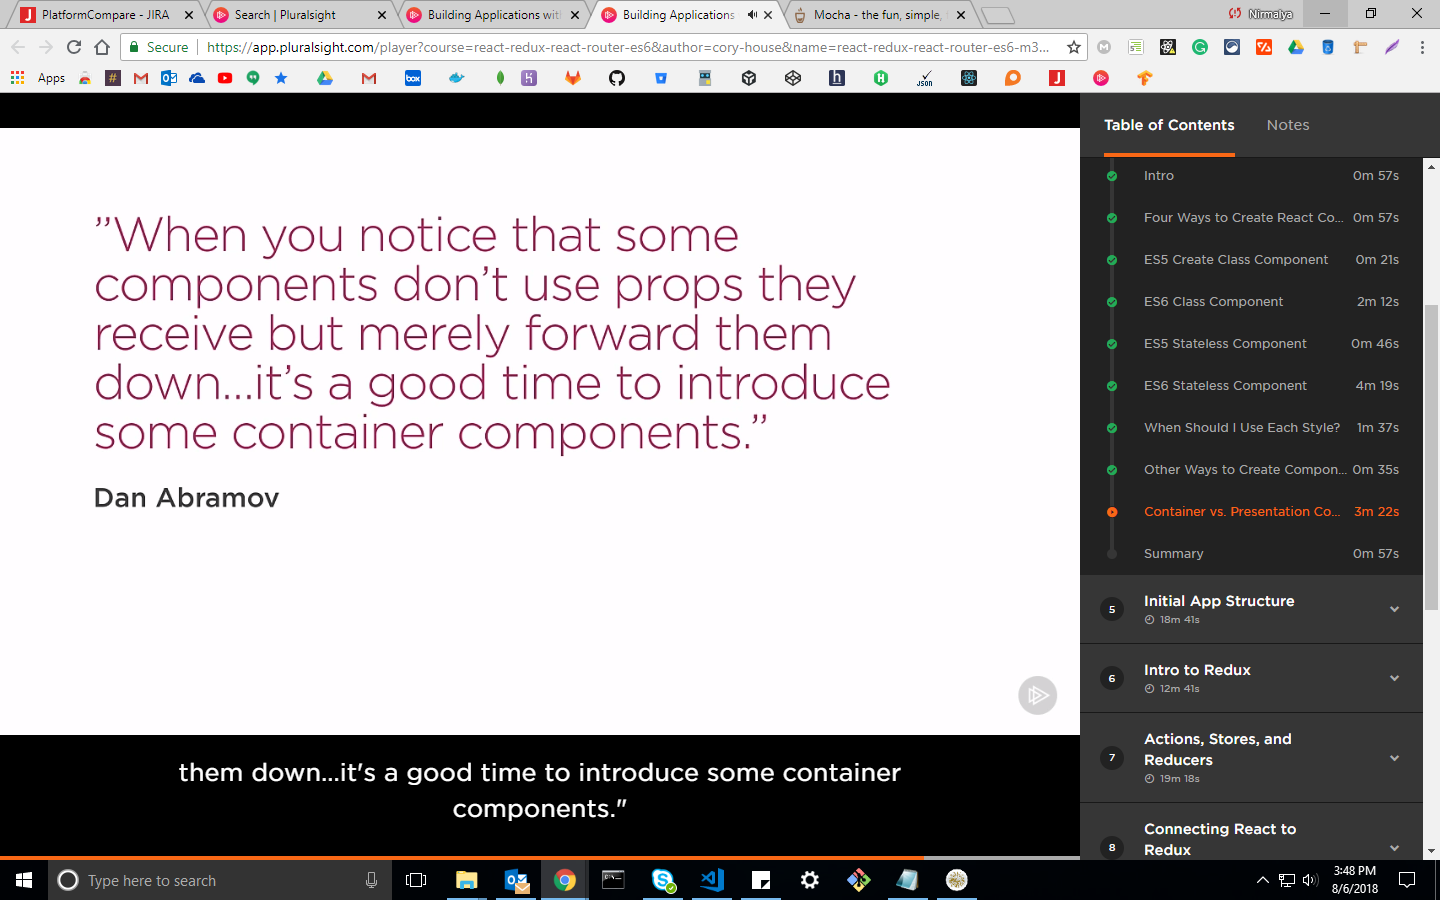 PlatformCompare - JIRA
Search | Pluralsight
Building Applications wit
Building Applications
Mocha - the fun, simple,
Nirmalya
Secure
https://app.pluralsight.com/player?course=react-redux-react-router-es6&author=cory-house&name=react-redux-react-router-es6-m3...
Apps
Table of Contents
Notes
Intro 0m 57s
Four Ways to Create React Co... 0m 57s
ES5 Create Class Component 0m 21s
ES6 Class Component 2m 12s
ES5 Stateless Component 0m 46s
ES6 Stateless Component 4m 19s
When Should I Use Each Style? 1m 37s
Other Ways to Create Compon... 0m 35s
Container vs. Presentation Co... 3m 22s
Summary 0m 57s
5 Initial App Structure
18m 41s
6 Intro to Redux
12m 41s
7 Actions, Stores, and
Reducers
19m 18s
8 Connecting React to
Redux
”When you notice that some
components don’t use props they
receive but merely forward them
down...it’s a good time to introduce
some container components.”
Dan Abramov
them down...it's a good time to introduce some container
components."
Type here to search
3:48 PM
8/6/2018